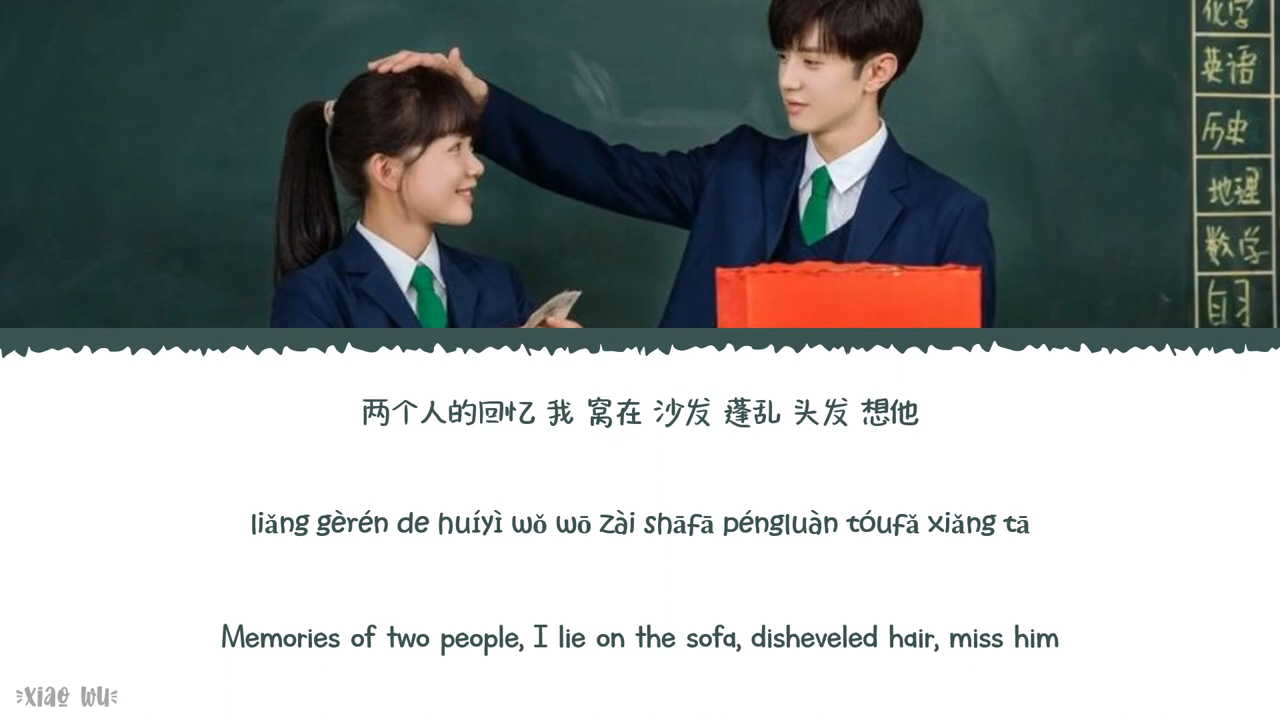 化学
英语
历史
地理
数学
自习
两个人的回忆 我 窝在 沙发 蓬乱 头发 想他
liǎng gèrén de huíyì wǒ wō zài shāfā péngluàn tóufǎ xiǎng tā
Memories of two people, I lie on the sofa, disheveled hair, miss him
xiao wu